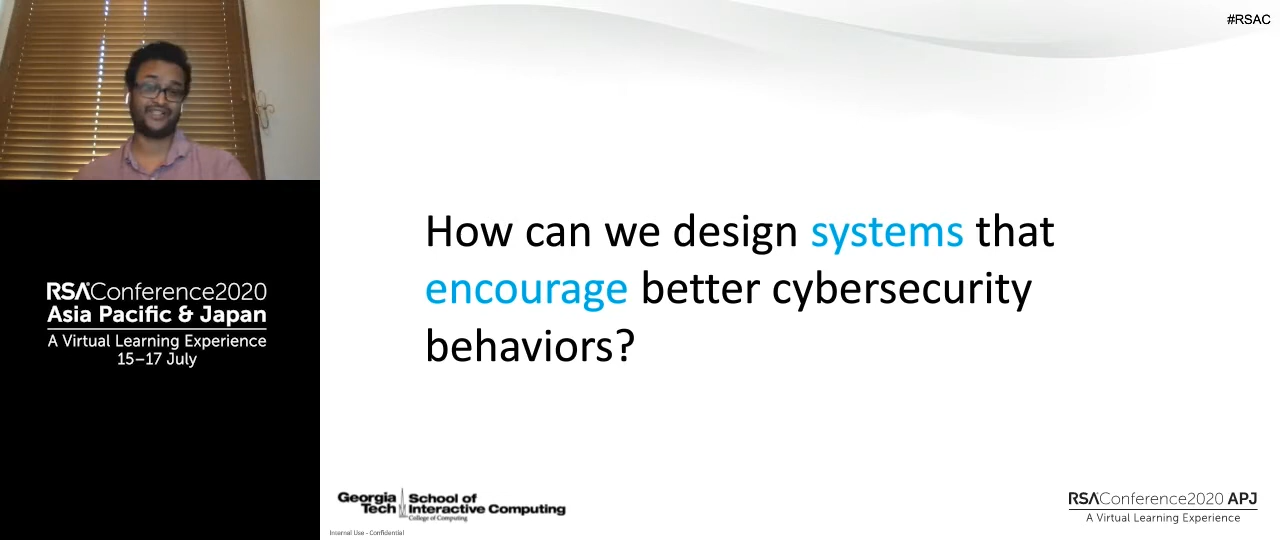 #RSAC
How can we design systems that
encourage better cybersecurity
behaviors?
RSAConference2020
Asia Pacific & Japan
A Virtual Learning Experience
15–17 July
Georgia Tech School of Interactive Computing
College of Computing
Internal Use - Confidential
RSAConference2020 APJ
A Virtual Learning Experience